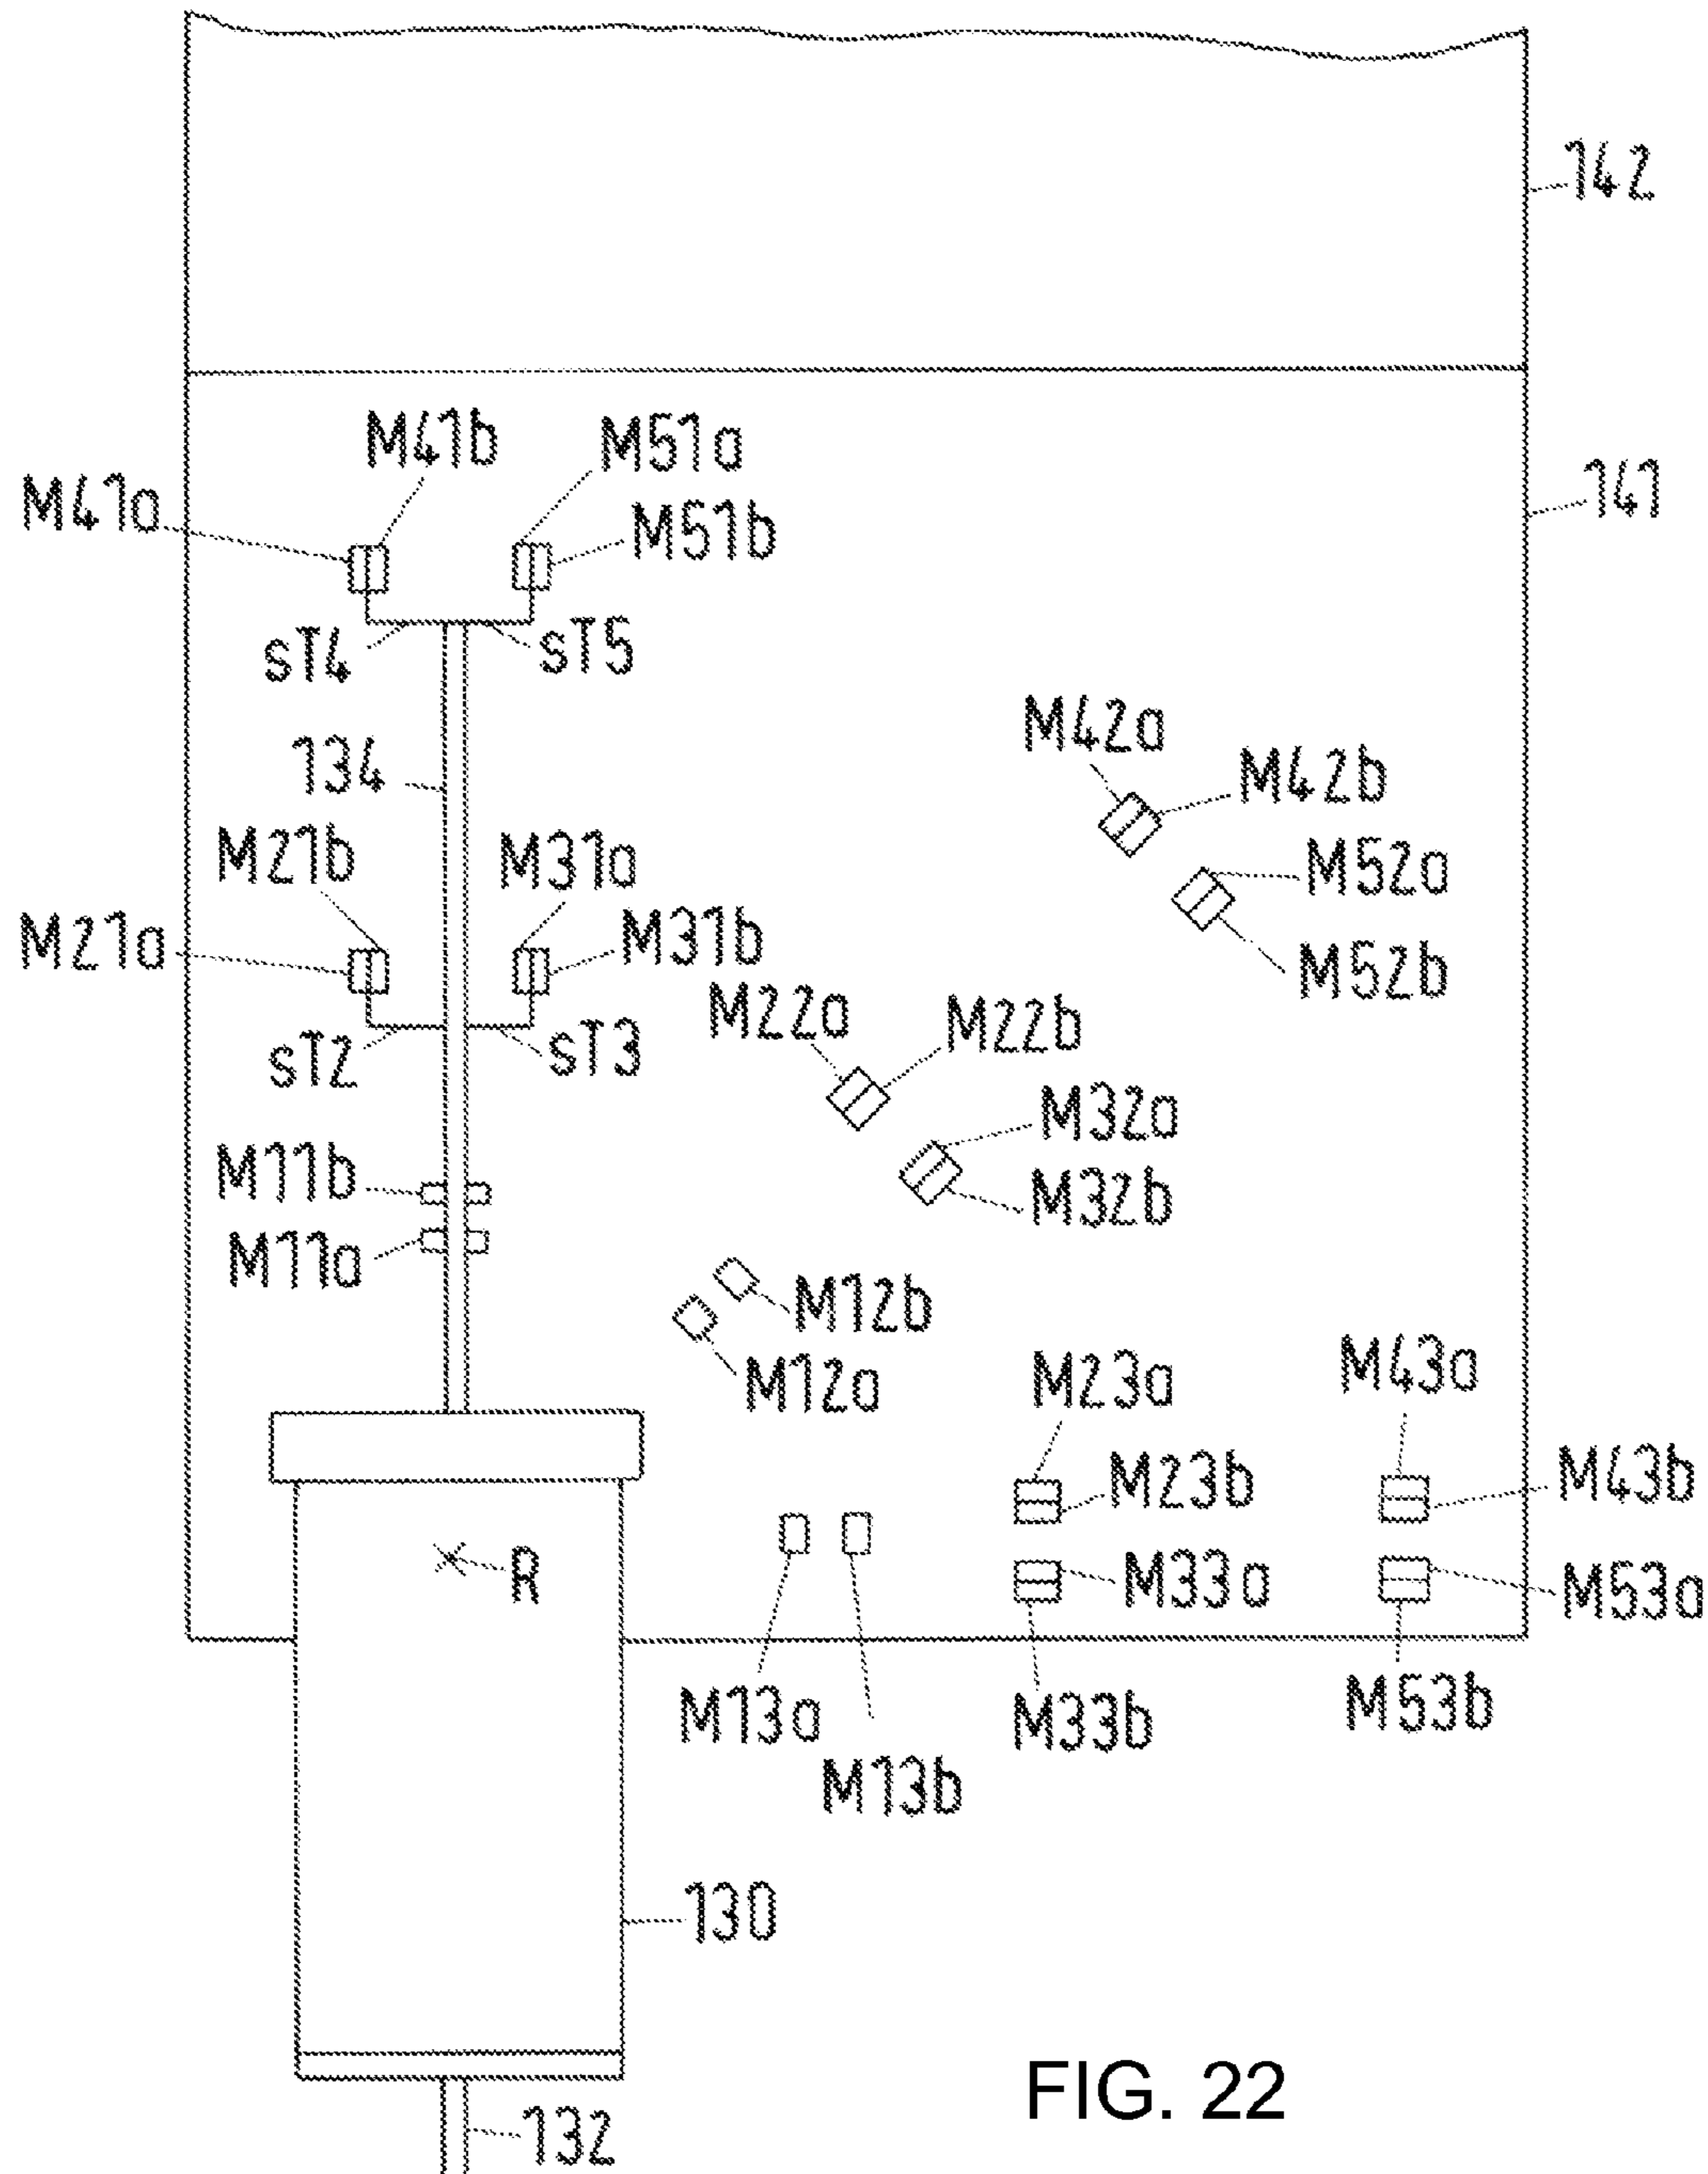 142
M41b
M51a
M41a
M51b
141
sT4
sT5
M42a
134
M42b
M21b
M31a
M52a
M21a
M31b
M52b
M22a
M22b
sT2
sT3
M32a
M11b
M32b
M11a
M12b
M12a
M23a
M43a
M23b
M43b
R
M33a
M53a
M13a
M33b
M53b
M13b
130
FIG. 22
132